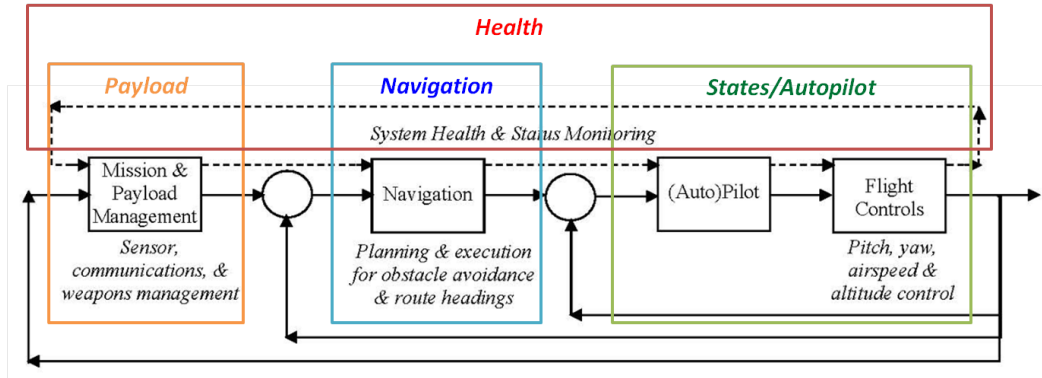 Health
Payload
Navigation
States/Autopilot
System Health & Status Monitoring
Mission &
Payload
Management
Navigation
(Auto)Pilot
Flight
Controls
Sensor,
communications, &
weapons management
Planning & execution
for obstacle avoidance
& route headings
Pitch, yaw,
airspeed &
altitude control